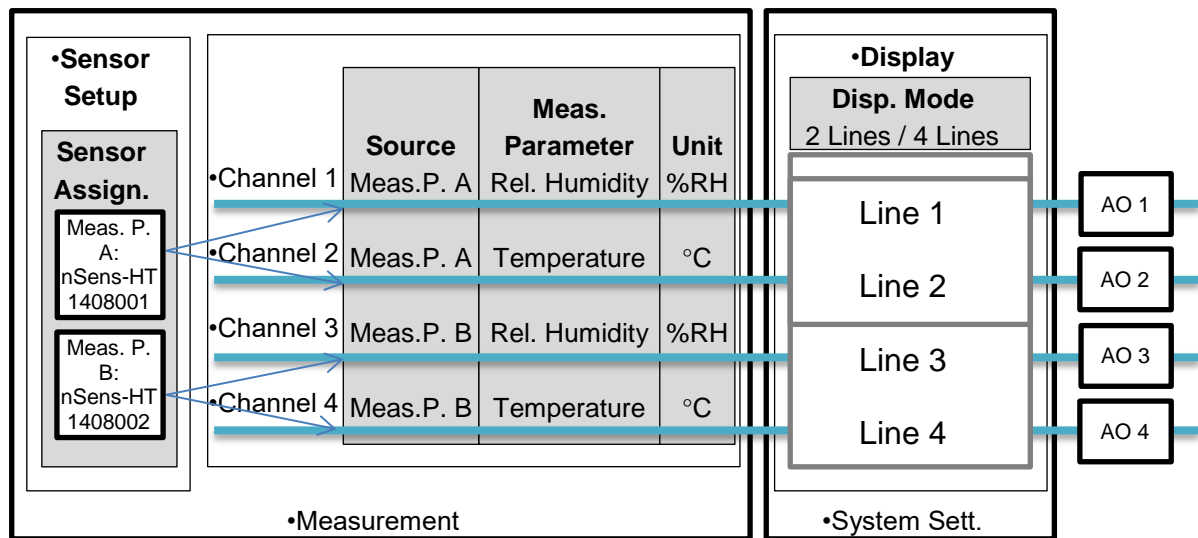 •Sensor
Setup
Sensor
Assign.
Meas. P.
A:
nSens-HT
1408001
Meas. P.
B:
nSens-HT
1408002
Source
Meas.
Parameter
Unit
•Channel 1 Meas.P. A Rel. Humidity %RH
•Channel 2 Meas.P. A Temperature °C
•Channel 3 Meas.P. B Rel. Humidity %RH
•Channel 4 Meas.P. B Temperature °C
•Measurement
•Display
Disp. Mode
2 Lines / 4 Lines
Line 1
Line 2
Line 3
Line 4
•System Sett.
AO 1
AO 2
AO 3
AO 4